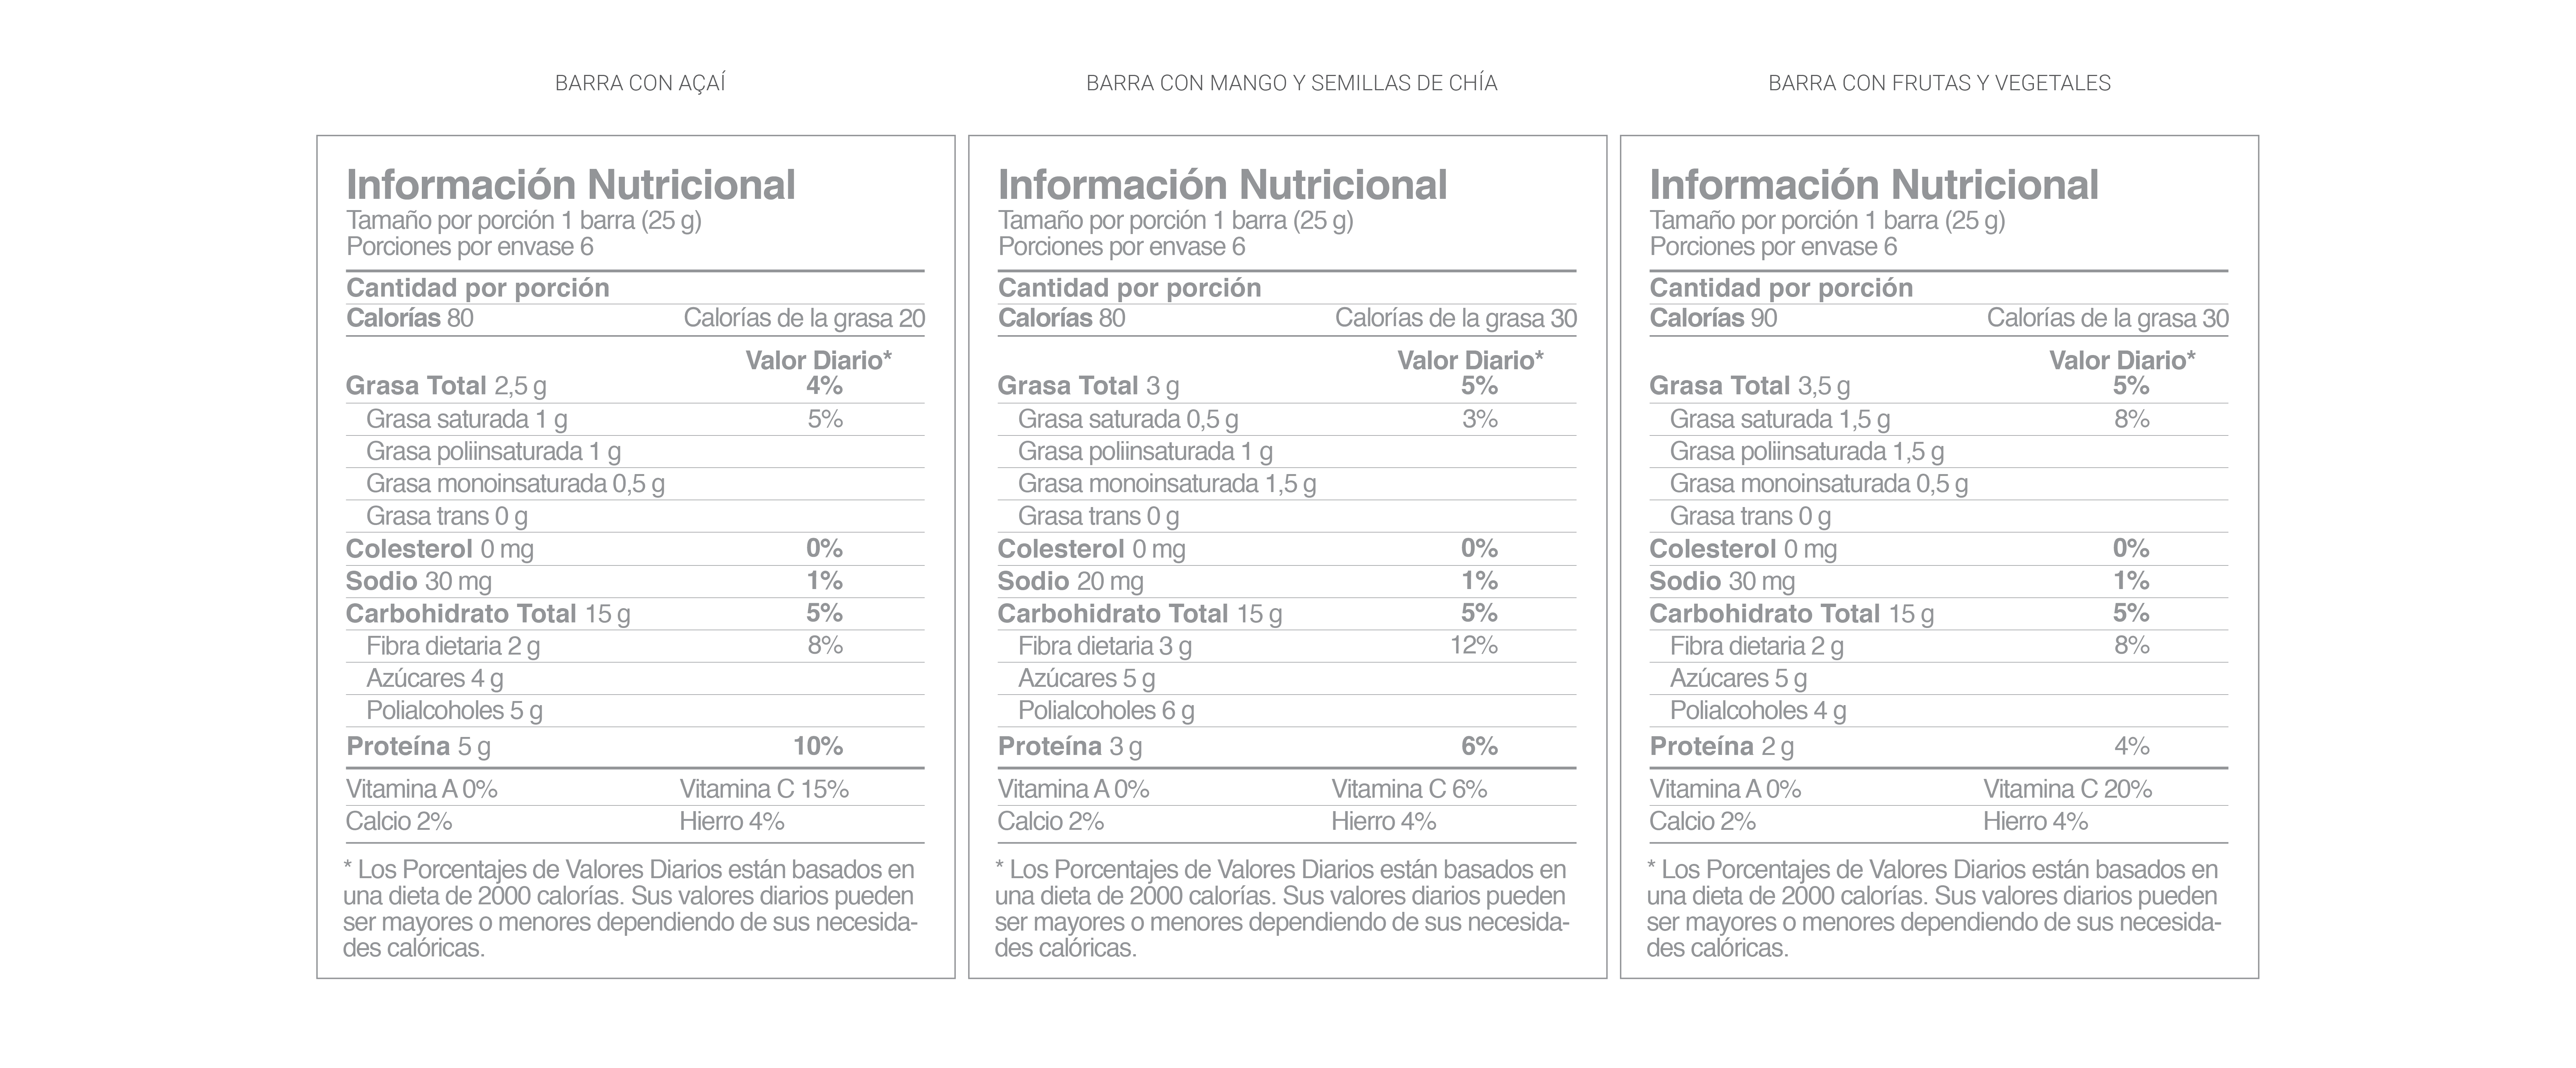 BARRA CON AÇAÍ
Información Nutricional
Tamaño por porción 1 barra (25 g)
Porciones por envase 6
Cantidad por porción
Calorías 80 Calorías de la grasa 20
Valor Diario*
Grasa Total 2,5 g 4%
Grasa saturada 1 g 5%
Grasa poliinsaturada 1 g
Grasa monoinsaturada 0,5 g
Grasa trans 0 g
Colesterol 0 mg 0%
Sodio 30 mg 1%
Carbohidrato Total 15 g 5%
Fibra dietaria 2 g 8%
Azúcares 4 g
Polialcoholes 5 g
Proteína 5 g 10%
Vitamina A 0% Vitamina C 15%
Calcio 2% Hierro 4%
* Los Porcentajes de Valores Diarios están basados en
una dieta de 2000 calorías. Sus valores diarios pueden
ser mayores o menores dependiendo de sus necesida-
des calóricas.
BARRA CON MANGO Y SEMILLAS DE CHÍA
Información Nutricional
Tamaño por porción 1 barra (25 g)
Porciones por envase 6
Cantidad por porción
Calorías 80 Calorías de la grasa 30
Valor Diario*
Grasa Total 3 g 5%
Grasa saturada 0,5 g 3%
Grasa poliinsaturada 1 g
Grasa monoinsaturada 1,5 g
Grasa trans 0 g
Colesterol 0 mg 0%
Sodio 20 mg 1%
Carbohidrato Total 15 g 5%
Fibra dietaria 3 g 12%
Azúcares 5 g
Polialcoholes 6 g
Proteína 3 g 6%
Vitamina A 0% Vitamina C 6%
Calcio 2% Hierro 4%
* Los Porcentajes de Valores Diarios están basados en
una dieta de 2000 calorías. Sus valores diarios pueden
ser mayores o menores dependiendo de sus necesida-
des calóricas.
BARRA CON FRUTAS Y VEGETALES
Información Nutricional
Tamaño por porción 1 barra (25 g)
Porciones por envase 6
Cantidad por porción
Calorías 90 Calorías de la grasa 30
Valor Diario*
Grasa Total 3,5 g 5%
Grasa saturada 1,5 g 8%
Grasa poliinsaturada 1,5 g
Grasa monoinsaturada 0,5 g
Grasa trans 0 g
Colesterol 0 mg 0%
Sodio 30 mg 1%
Carbohidrato Total 15 g 5%
Fibra dietaria 2 g 8%
Azúcares 5 g
Polialcoholes 4 g
Proteína 2 g 4%
Vitamina A 0% Vitamina C 20%
Calcio 2% Hierro 4%
* Los Porcentajes de Valores Diarios están basados en
una dieta de 2000 calorías. Sus valores diarios pueden
ser mayores o menores dependiendo de sus necesida-
des calóricas.